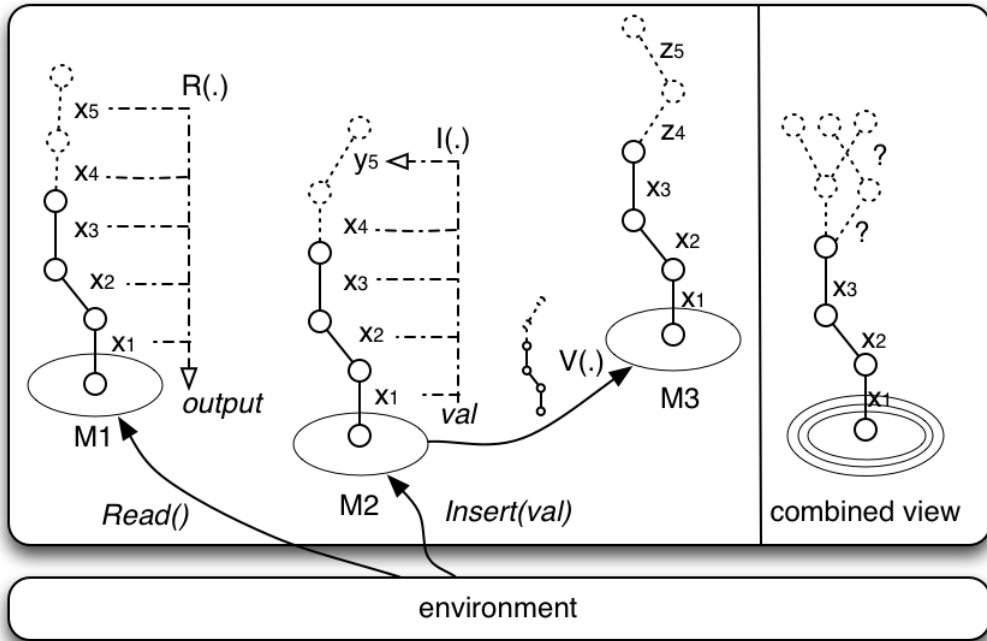 R(.)
x5
x4
x3
x2
x1
output
M1
Read()
I(.)
y5
x4
x3
x2
x1
val
M2
Insert(val)
V(.)
z5
z4
x3
x2
x1
M3
?
?
x3
x2
x1
combined view
environment